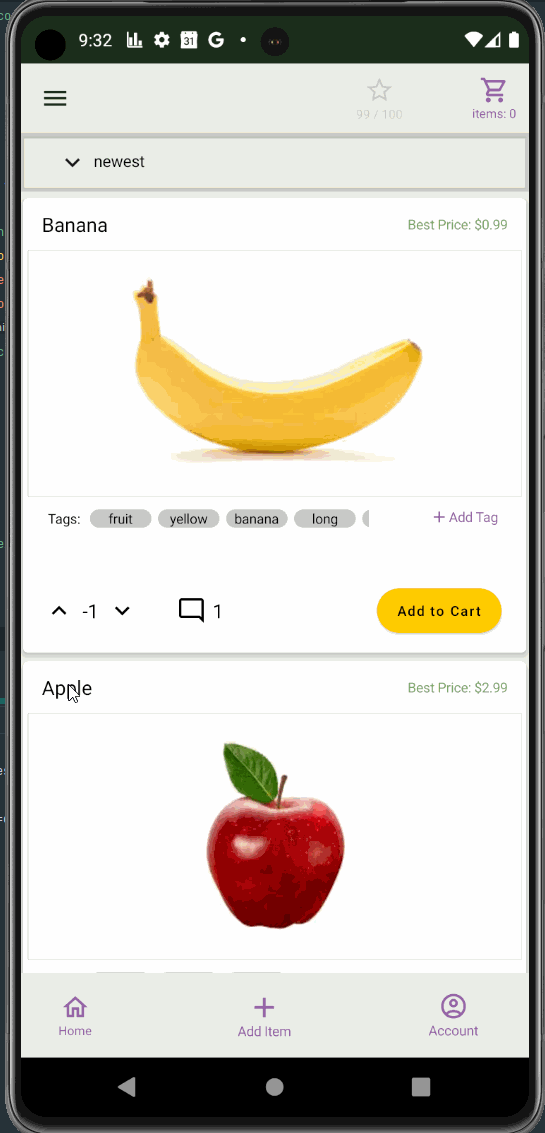 9:32 31 G
99 / 100 items: 0
newest
Banana Best Price: $0.99
Tags: fruit yellow banana long + Add Tag
-1 1 Add to Cart
Apple Best Price: $2.99
Home Add Item Account